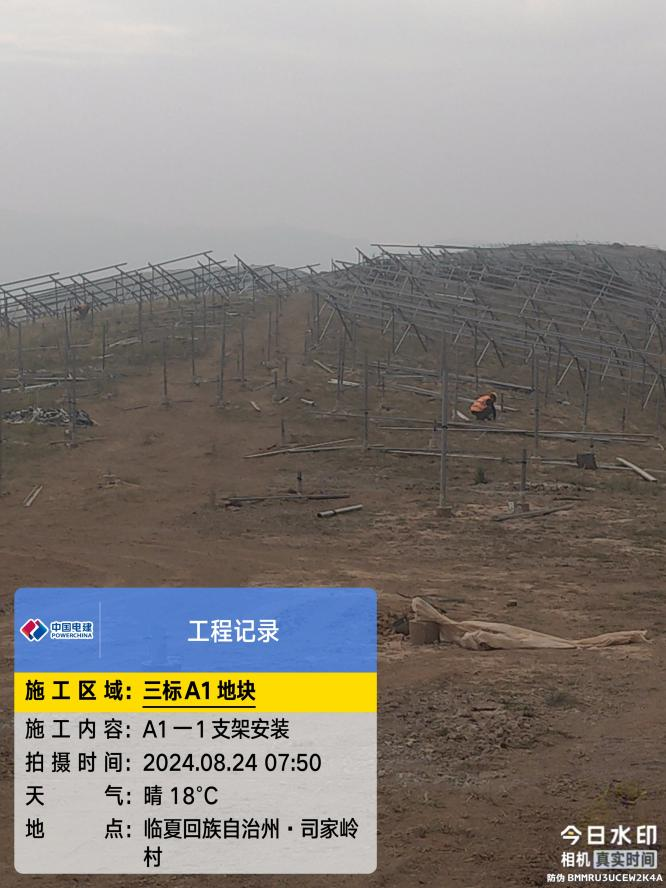 中国电建
POWERCHINA
工程记录
施工区域：三标A1地块
施工内容：A1一1支架安装
拍摄时间：2024.08.24 07:50
天气：晴 18℃
地点：临夏回族自治州·司家岭
村
今日水印
相机 真实时间
防伪 BMMRU3UCEW2K4A